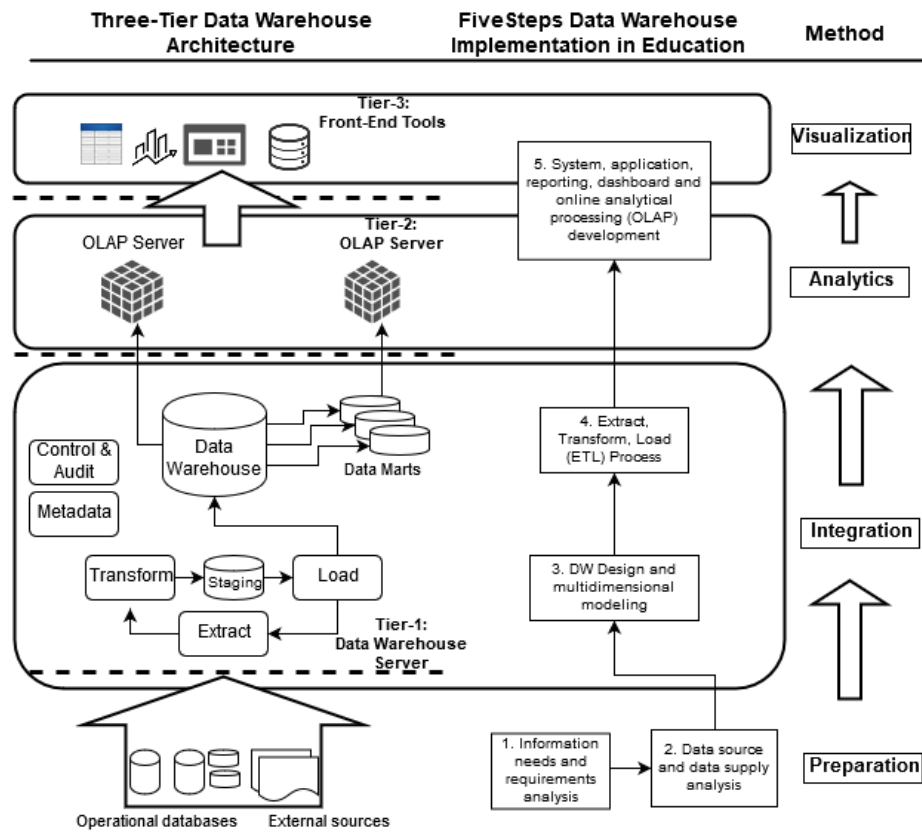 Three-Tier Data Warehouse
Architecture
FiveSteps Data Warehouse
Implementation in Education
Method
Tier-3:
Front-End Tools
Visualization
5. System, application,
reporting, dashboard and
online analytical
processing (OLAP)
development
OLAP Server
Tier-2:
OLAP Server
Analytics
Data
Warehouse
Data Marts
4. Extract,
Transform, Load
(ETL) Process
Control &
Audit
Metadata
Integration
Transform
Staging
Load
3. DW Design and
multidimensional
modeling
Extract
Tier-1:
Data Warehouse
Server
1. Information
needs and
requirements
analysis
2. Data source
and data supply
analysis
Preparation
Operational databases
External sources